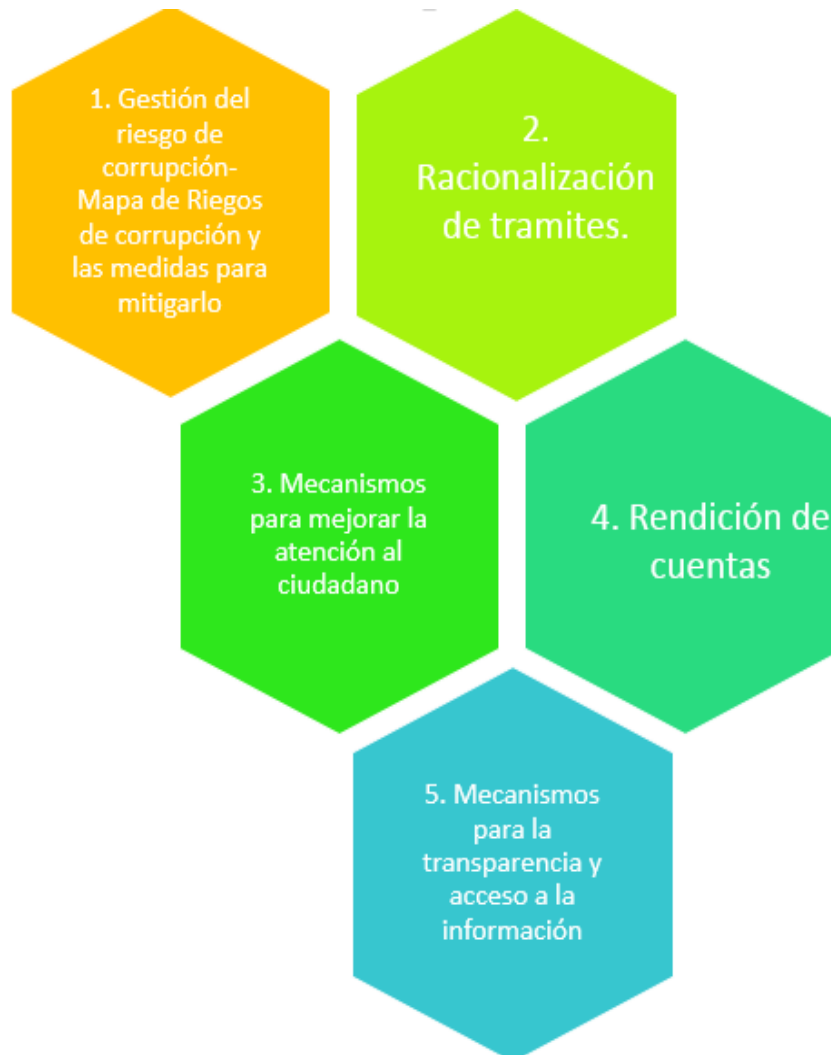 1. Gestión del
riesgo de
corrupción-
Mapa de Riegos
de corrupción y
las medidas para
mitigarlo
2.
Racionalización
de tramites.
3. Mecanismos
para mejorar la
atención al
ciudadano
4. Rendición de
cuentas
5. Mecanismos
para la
transparencia y
acceso a la
información